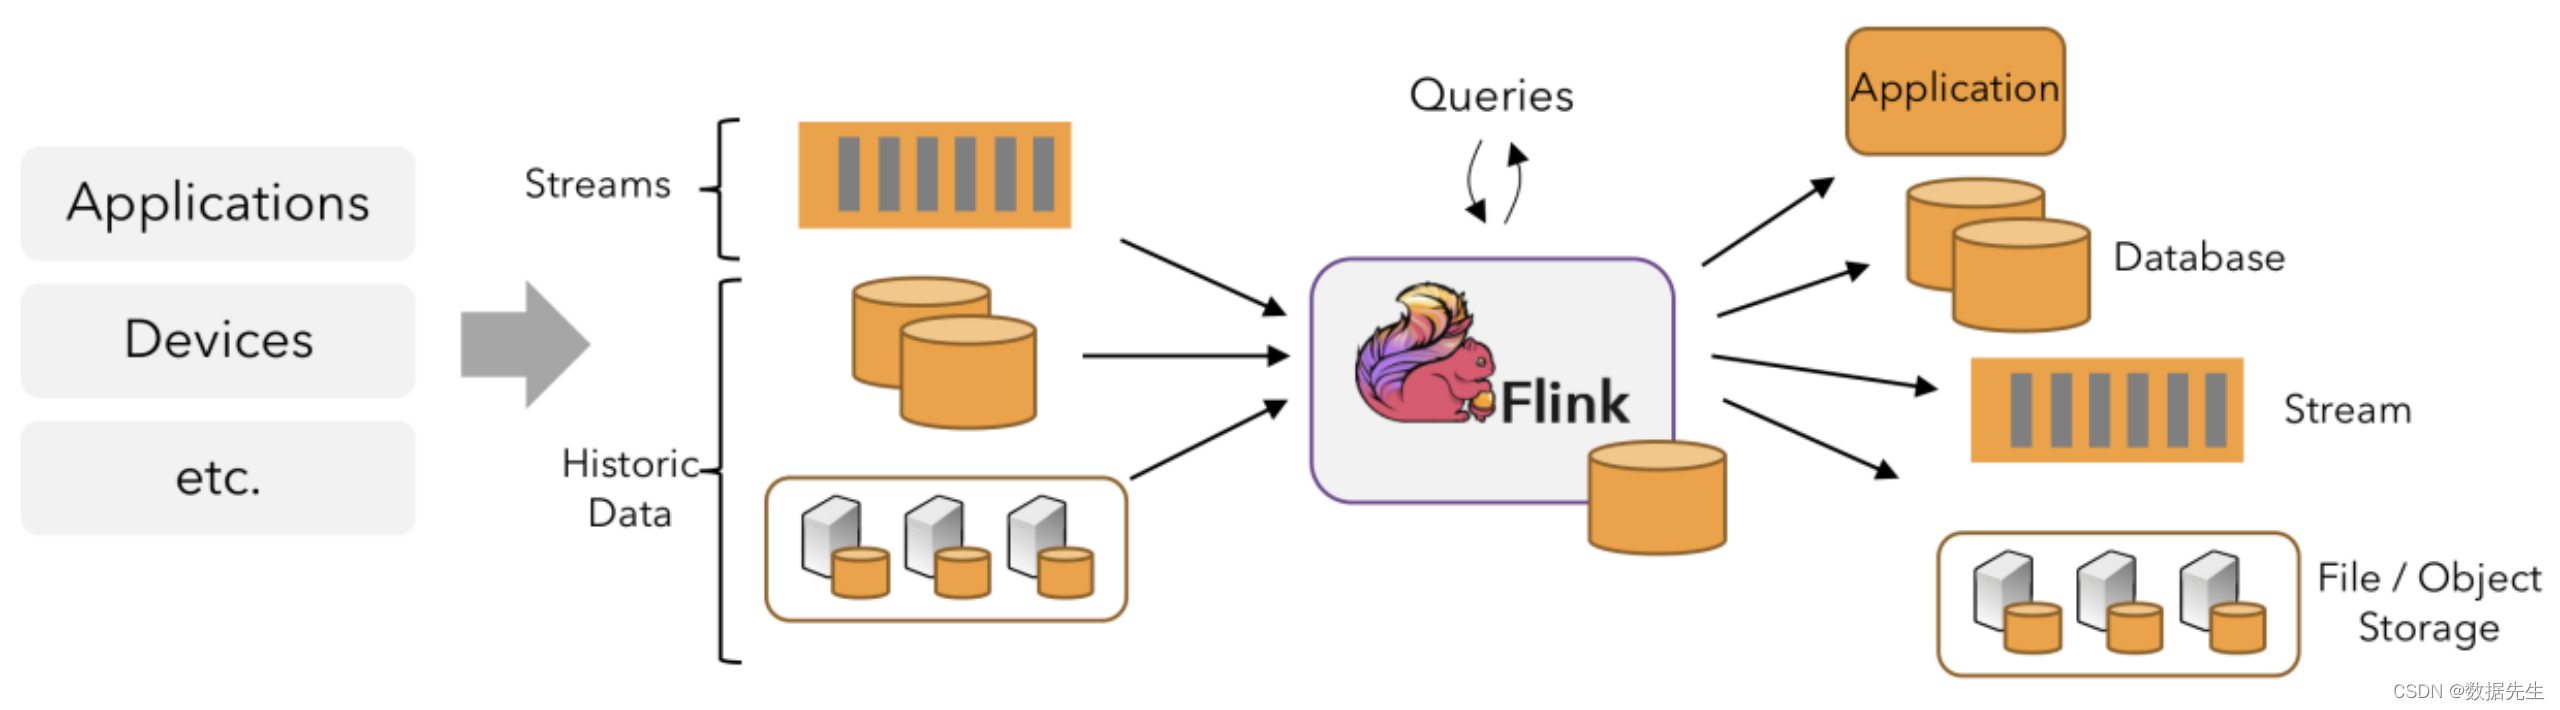 Applications
Devices
etc.
Streams
Historic
Data
Queries
Flink
Application
Database
Stream
File / Object
Storage
CSDN @数据先生